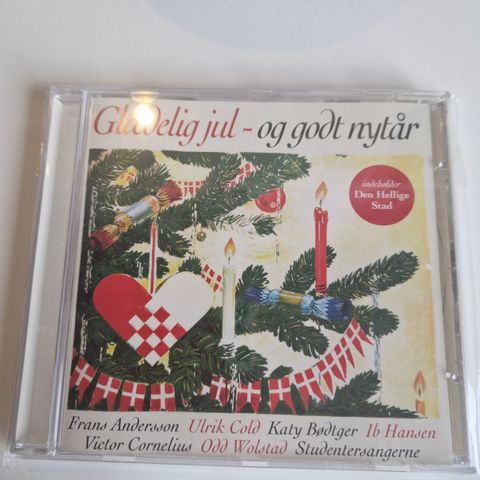 Glædelig jul - og godt nytår
indeholder
Den Hellige
Stad
Frans Andersson Ulrik Cold Katy Bødtger Ib Hansen
Victor Cornelius Odd Wolstad Studentersangerne